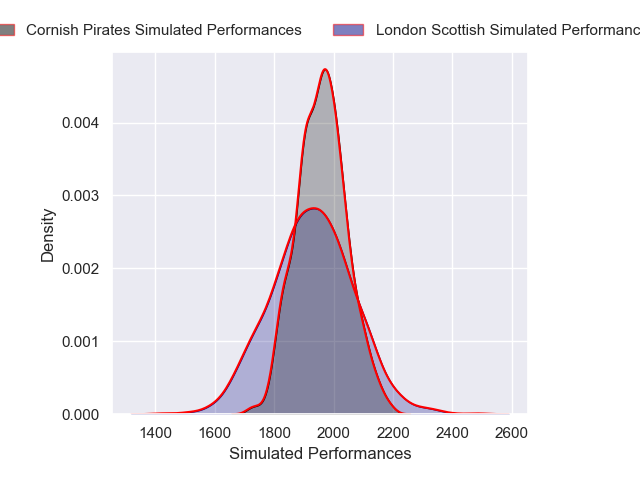 Cornish Pirates Simulated Performances London Scottish Simulated Performanc
0.004
0.003
0.002
0.001
0.000
Density
1400 1600 1800 2000 2200 2400 2600
Simulated Performances